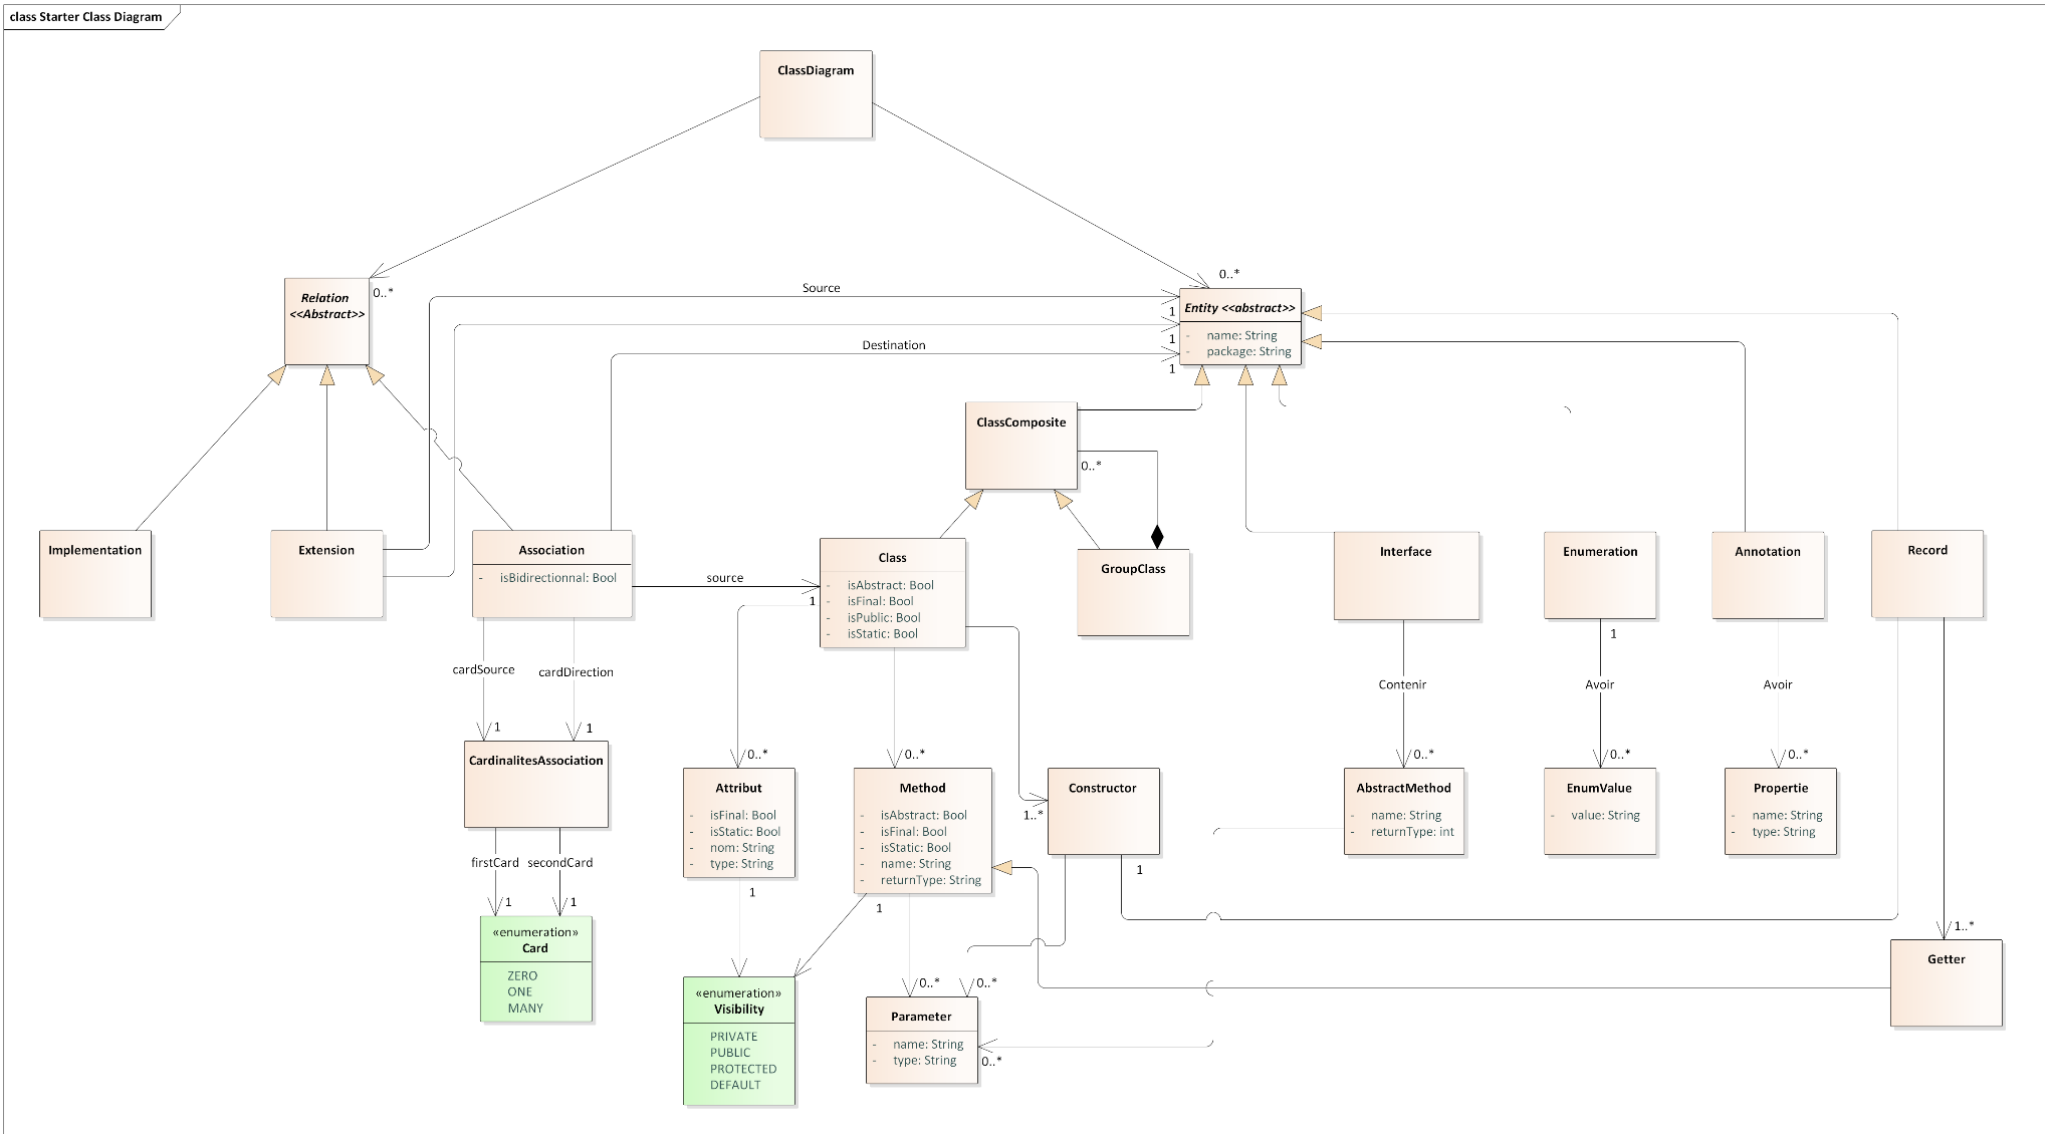 class Starter Class Diagram
ClassDiagram
0..*
Relation
<<Abstract>>
0..*
Source
1
1
Destination
1
Entity <<abstract>>
- name: String
- package: String
ClassComposite
0..*
Implementation
Extension
Association
- isBidirectionnal: Bool
source
1
Class
- isAbstract: Bool
- isFinal: Bool
- isPublic: Bool
- isStatic: Bool
GroupClass
Interface
Enumeration
1
Annotation
Record
cardSource
cardDirection
1
1
Contenir
Avoir
Avoir
CardinalitesAssociation
0..*
0..*
1..*
0..*
0..*
0..*
Attribut
- isFinal: Bool
- isStatic: Bool
- nom: String
- type: String
1
Method
- isAbstract: Bool
- isFinal: Bool
- isStatic: Bool
- name: String
- returnType: String
1
Constructor
1
AbstractMethod
- name: String
- returnType: int
EnumValue
- value: String
Propertie
- name: String
- type: String
firstCard
secondCard
1
1
«enumeration»
Card
ZERO
ONE
MANY
1..*
Getter
«enumeration»
Visibility
PRIVATE
PUBLIC
PROTECTED
DEFAULT
0..*
0..*
Parameter
- name: String
- type: String
0..*